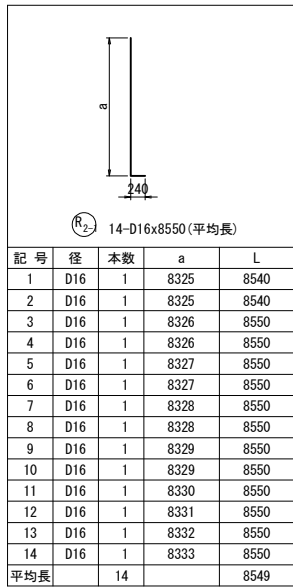 a
240
R2-1 14-D16x8550(平均長)
記号 径 本数 a L
1 D16 1 8325 8540
2 D16 1 8325 8540
3 D16 1 8326 8550
4 D16 1 8326 8550
5 D16 1 8327 8550
6 D16 1 8327 8550
7 D16 1 8328 8550
8 D16 1 8328 8550
9 D16 1 8329 8550
10 D16 1 8329 8550
11 D16 1 8330 8550
12 D16 1 8331 8550
13 D16 1 8332 8550
14 D16 1 8333 8550
平均長 14 8549